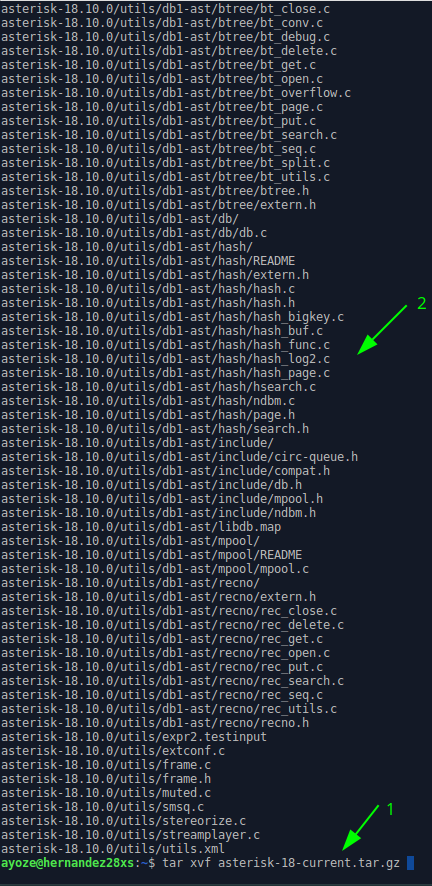 asterisk-18.10.0/utils/db1-ast/btree/bt_close.c
asterisk-18.10.0/utils/db1-ast/btree/bt_conv.c
asterisk-18.10.0/utils/db1-ast/btree/bt_debug.c
asterisk-18.10.0/utils/db1-ast/btree/bt_delete.c
asterisk-18.10.0/utils/db1-ast/btree/bt_get.c
asterisk-18.10.0/utils/db1-ast/btree/bt_open.c
asterisk-18.10.0/utils/db1-ast/btree/bt_overflow.c
asterisk-18.10.0/utils/db1-ast/btree/bt_page.c
asterisk-18.10.0/utils/db1-ast/btree/bt_put.c
asterisk-18.10.0/utils/db1-ast/btree/bt_search.c
asterisk-18.10.0/utils/db1-ast/btree/bt_seq.c
asterisk-18.10.0/utils/db1-ast/btree/bt_split.c
asterisk-18.10.0/utils/db1-ast/btree/bt_utils.c
asterisk-18.10.0/utils/db1-ast/btree/btree.h
asterisk-18.10.0/utils/db1-ast/btree/extern.h
asterisk-18.10.0/utils/db1-ast/db/
asterisk-18.10.0/utils/db1-ast/db/db.c
asterisk-18.10.0/utils/db1-ast/hash/
asterisk-18.10.0/utils/db1-ast/hash/README
asterisk-18.10.0/utils/db1-ast/hash/extern.h
asterisk-18.10.0/utils/db1-ast/hash/hash.c
asterisk-18.10.0/utils/db1-ast/hash/hash.h
2
asterisk-18.10.0/utils/db1-ast/hash/hash_bigkey.c
asterisk-18.10.0/utils/db1-ast/hash/hash_buf.c
asterisk-18.10.0/utils/db1-ast/hash/hash_func.c
asterisk-18.10.0/utils/db1-ast/hash/hash_log2.c
asterisk-18.10.0/utils/db1-ast/hash/hash_page.c
asterisk-18.10.0/utils/db1-ast/hash/hsearch.c
asterisk-18.10.0/utils/db1-ast/hash/ndbm.c
asterisk-18.10.0/utils/db1-ast/hash/page.h
asterisk-18.10.0/utils/db1-ast/hash/search.h
asterisk-18.10.0/utils/db1-ast/include/
asterisk-18.10.0/utils/db1-ast/include/circ-queue.h
asterisk-18.10.0/utils/db1-ast/include/compat.h
asterisk-18.10.0/utils/db1-ast/include/db.h
asterisk-18.10.0/utils/db1-ast/include/mpool.h
asterisk-18.10.0/utils/db1-ast/include/ndbm.h
asterisk-18.10.0/utils/db1-ast/libdb.map
asterisk-18.10.0/utils/db1-ast/mpool/
asterisk-18.10.0/utils/db1-ast/mpool/README
asterisk-18.10.0/utils/db1-ast/mpool/mpool.c
asterisk-18.10.0/utils/db1-ast/recno/
asterisk-18.10.0/utils/db1-ast/recno/extern.h
asterisk-18.10.0/utils/db1-ast/recno/rec_close.c
asterisk-18.10.0/utils/db1-ast/recno/rec_delete.c
asterisk-18.10.0/utils/db1-ast/recno/rec_get.c
asterisk-18.10.0/utils/db1-ast/recno/rec_open.c
asterisk-18.10.0/utils/db1-ast/recno/rec_put.c
asterisk-18.10.0/utils/db1-ast/recno/rec_search.c
asterisk-18.10.0/utils/db1-ast/recno/rec_seq.c
asterisk-18.10.0/utils/db1-ast/recno/rec_utils.c
asterisk-18.10.0/utils/db1-ast/recno/recno.h
asterisk-18.10.0/utils/expr2.testinput
asterisk-18.10.0/utils/extconf.c
asterisk-18.10.0/utils/frame.c
asterisk-18.10.0/utils/frame.h
asterisk-18.10.0/utils/muted.c
asterisk-18.10.0/utils/smsq.c
1
asterisk-18.10.0/utils/stereorize.c
asterisk-18.10.0/utils/streamplayer.c
asterisk-18.10.0/utils/utils.xml
ayoze@hernandez28xs:~$ tar xvf asterisk-18-current.tar.gz